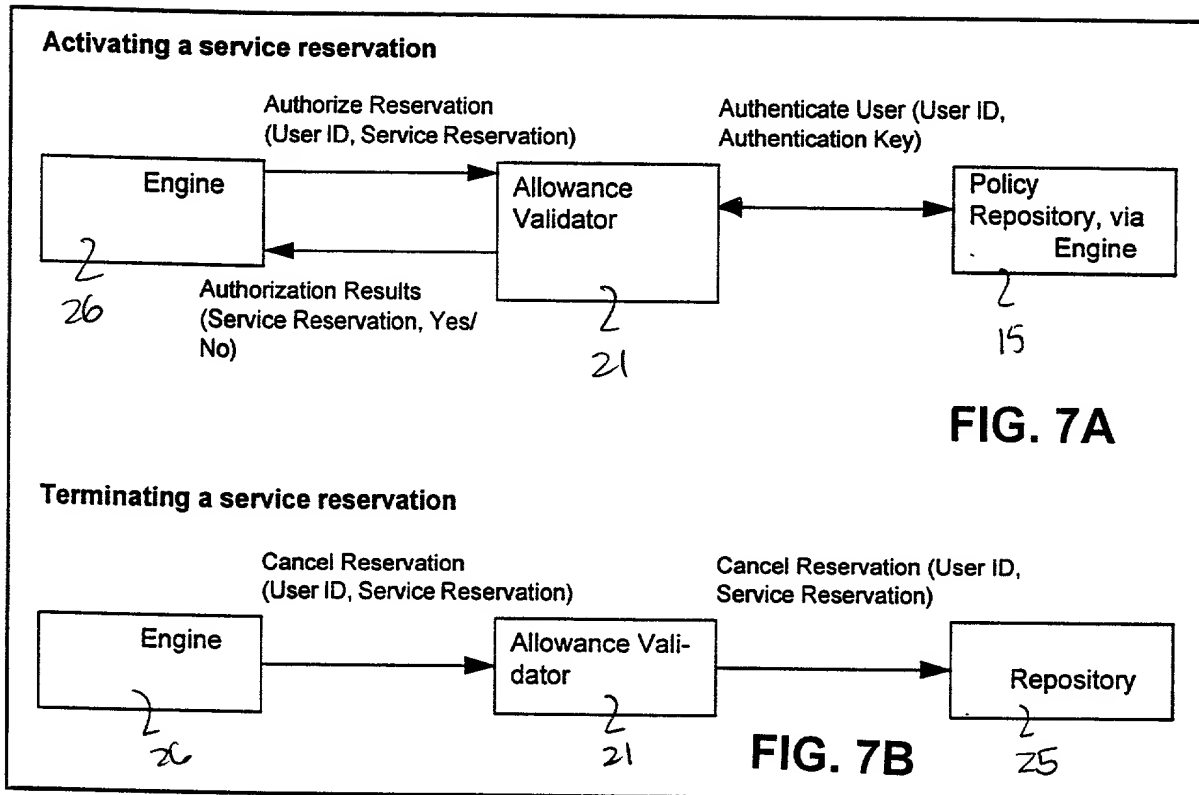 Activating a service reservation
Authorize Reservation
(User ID, Service Reservation)
Authenticate User (User ID,
Authentication Key)
Engine
Allowance
Validator
Policy
Repository, via
Engine
26
Authorization Results
(Service Reservation, Yes/
No)
21
15
FIG. 7A
Terminating a service reservation
Cancel Reservation
(User ID, Service Reservation)
Cancel Reservation (User ID,
Service Reservation)
Engine
Allowance Vali-
dator
Repository
26
21
FIG. 7B
25